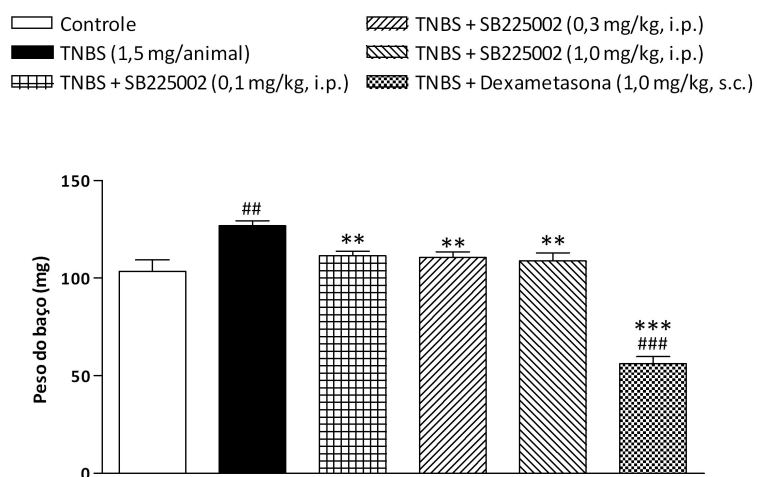 Controle
TNBS (1,5 mg/animal)
TNBS + SB225002 (0,1 mg/kg, i.p.)
TNBS + SB225002 (0,3 mg/kg, i.p.)
TNBS + SB225002 (1,0 mg/kg, i.p.)
TNBS + Dexametasona (1,0 mg/kg, s.c.)
Peso do baço (mg)
150
100
50
0
##
**
**
**
***
###